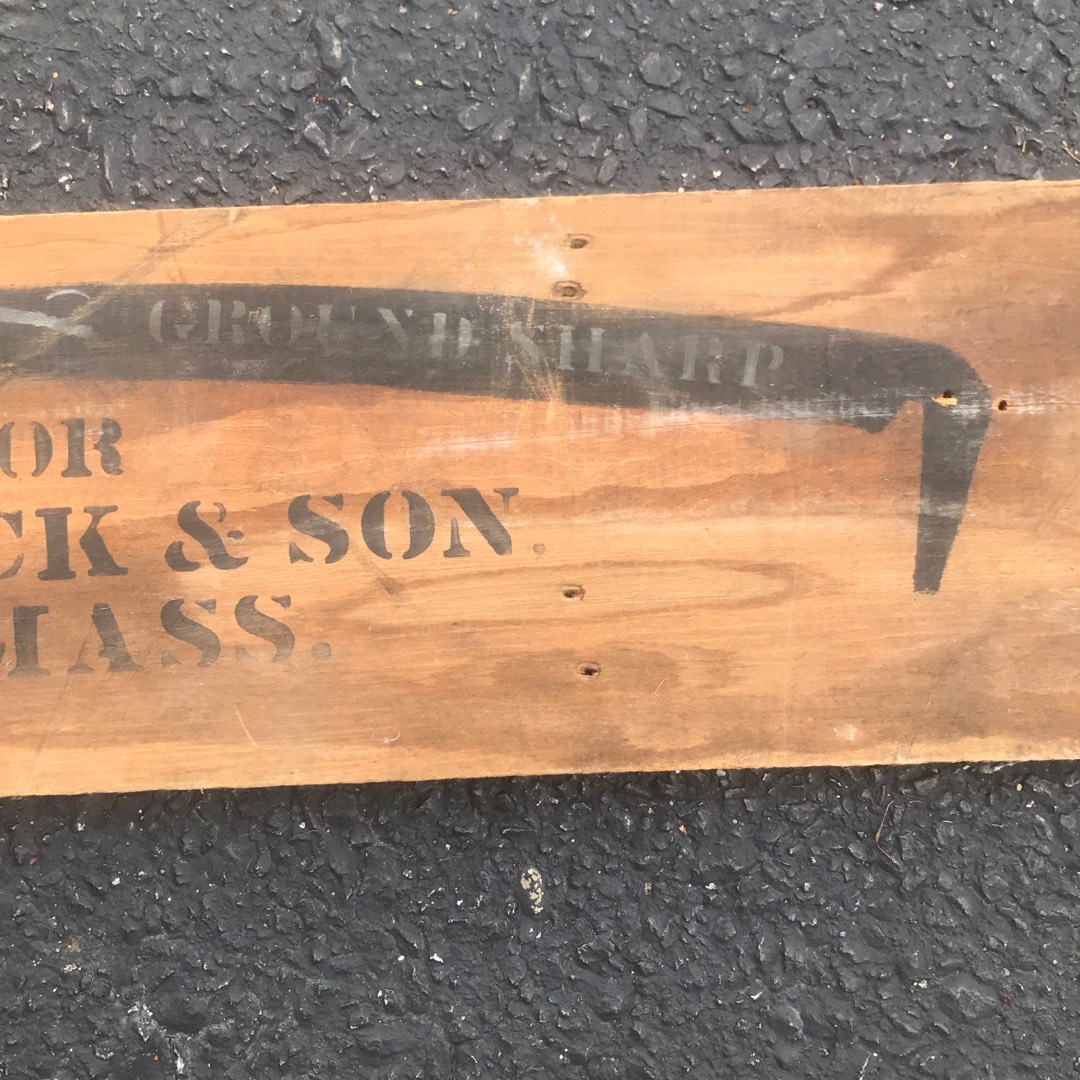 GROUND SHARP
OR
CK & SON.
MASS.